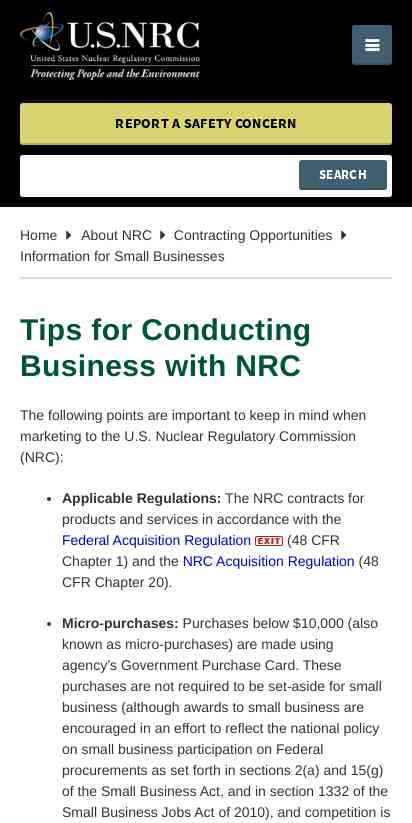 U.S.NRC
United States Nuclear Regulatory Commission
Protecting People and the Environment
REPORT A SAFETY CONCERN
SEARCH
Home About NRC Contracting Opportunities
Information for Small Businesses
Tips for Conducting
Business with NRC
The following points are important to keep in mind when
marketing to the U.S. Nuclear Regulatory Commission
(NRC):
• Applicable Regulations: The NRC contracts for
products and services in accordance with the
Federal Acquisition Regulation EXIT (48 CFR
Chapter 1) and the NRC Acquisition Regulation (48
CFR Chapter 20).
• Micro-purchases: Purchases below $10,000 (also
known as micro-purchases) are made using
agency's Government Purchase Card. These
purchases are not required to be set-aside for small
business (although awards to small business are
encouraged in an effort to reflect the national policy
on small business participation on Federal
procurements as set forth in sections 2(a) and 15(g)
of the Small Business Act, and in section 1332 of the
Small Business Jobs Act of 2010), and competition is